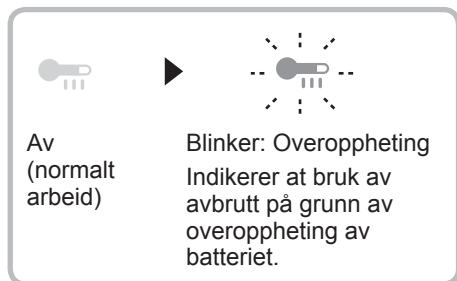 Av
(normalt
arbeid)
Blinker: Overoppheting
Indikerer at bruk av
avbrutt på grunn av
overoppheting av
batteriet.